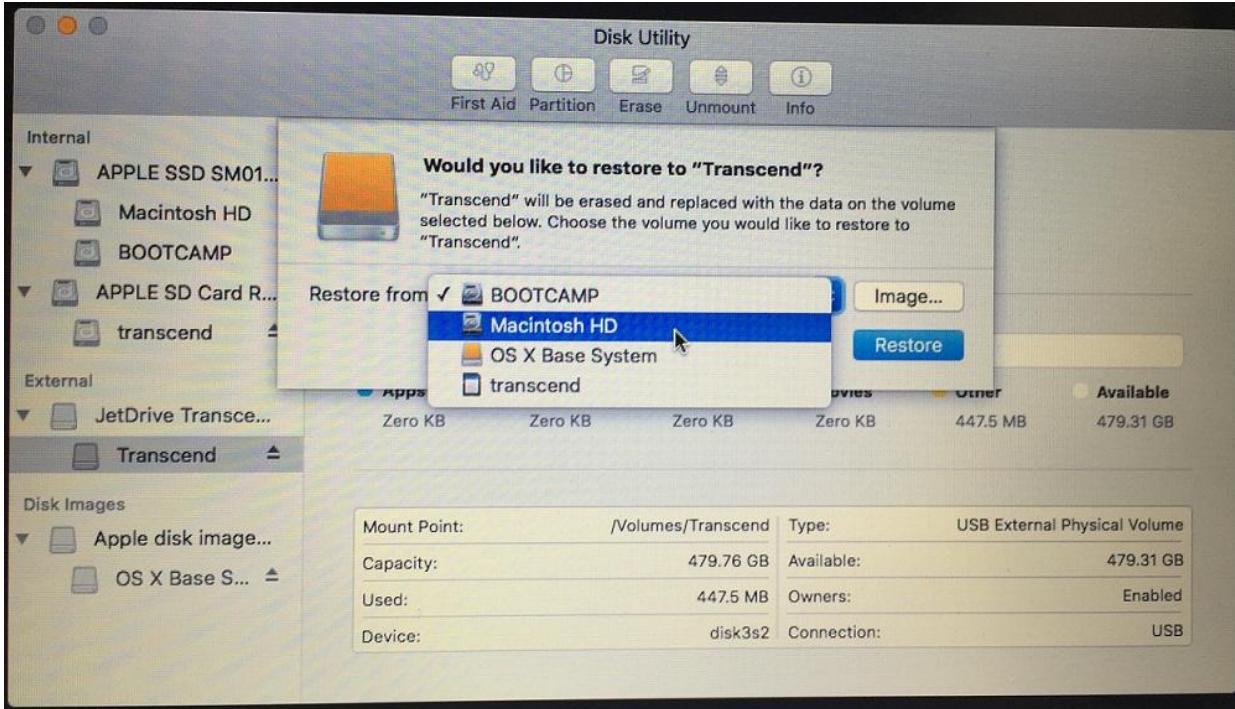 Disk Utility
First Aid Partition Erase Unmount Info
Internal
APPLE SSD SM01...
Macintosh HD
BOOTCAMP
APPLE SD Card R...
transcend
External
JetDrive Transce...
Transcend
Disk Images
Apple disk image...
OS X Base S...
Would you like to restore to "Transcend"?
"Transcend" will be erased and replaced with the data on the volume
selected below. Choose the volume you would like to restore to
"Transcend".
Restore from ✓ BOOTCAMP
Macintosh HD
OS X Base System
transcend
Image...
Restore
Available
Zero KB Zero KB Zero KB Zero KB 447.5 MB 479.31 GB
Mount Point: /Volumes/Transcend Type: USB External Physical Volume
Capacity: 479.76 GB Available: 479.31 GB
Used: 447.5 MB Owners: Enabled
Device: disk3s2 Connection: USB